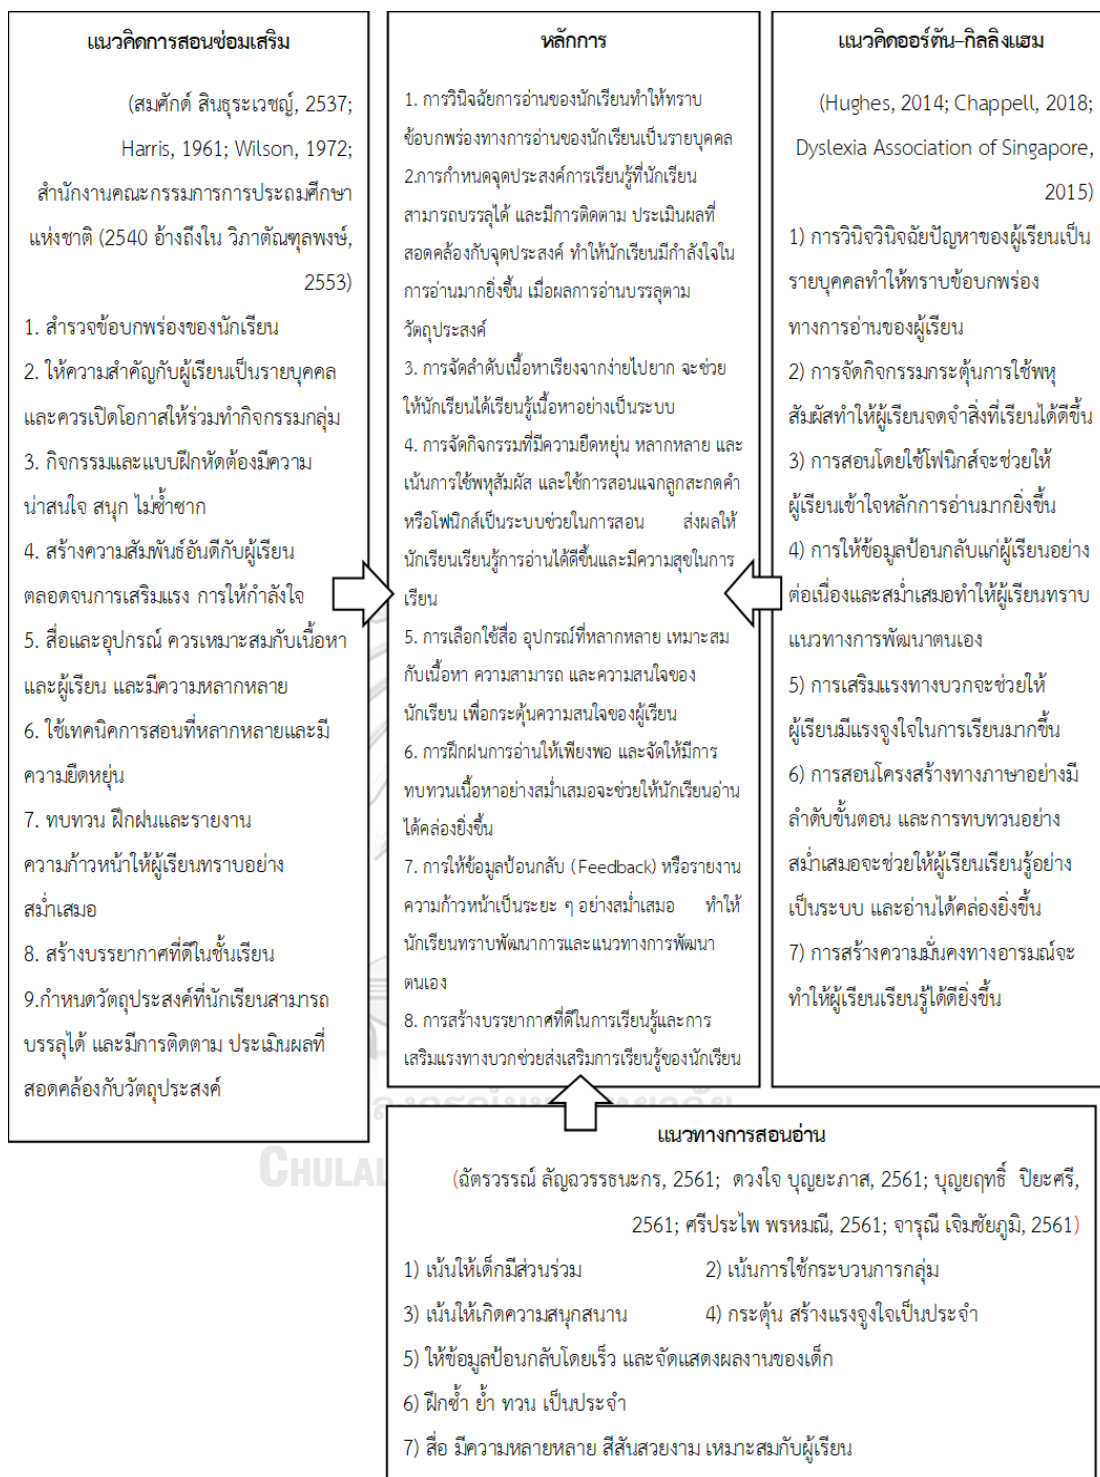 แนวคิดการสอนซ่อมเสริม
(สมศักดิ์ สินธุระเวชญ์, 2537;
Harris, 1961; Wilson, 1972;
สำนักงานคณะกรรมการการประถมศึกษา
แห่งชาติ (2540 อ้างถึงใน วิภาตัณฑุลพงษ์,
2553)
1. สำรวจข้อบกพร่องของนักเรียน
2. ให้ความสำคัญกับผู้เรียนเป็นรายบุคคล
และควรเปิดโอกาสให้ร่วมทำกิจกรรมกลุ่ม
3. กิจกรรมและแบบฝึกหัดต้องมีความ
น่าสนใจ สนุก ไม่ซ้ำซาก
4. สร้างความสัมพันธ์อันดีกับผู้เรียน
ตลอดจนการเสริมแรง การให้กำลังใจ
5. สื่อและอุปกรณ์ ควรเหมาะสมกับเนื้อหา
และผู้เรียน และมีความหลากหลาย
6. ใช้เทคนิคการสอนที่หลากหลายและมี
ความยืดหยุ่น
7. ทบทวน ฝึกฝนและรายงาน
ความก้าวหน้าให้ผู้เรียนทราบอย่าง
สม่ำเสมอ
8. สร้างบรรยากาศที่ดีในชั้นเรียน
9.กำหนดวัตถุประสงค์ที่นักเรียนสามารถ
บรรลุได้ และมีการติดตาม ประเมินผลที่
สอดคล้องกับวัตถุประสงค์
หลักการ
1. การวินิจฉัยการอ่านของนักเรียนทำให้ทราบ
ข้อบกพร่องทางการอ่านของนักเรียนเป็นรายบุคคล
2.การกำหนดจุดประสงค์การเรียนรู้ที่นักเรียน
สามารถบรรลุได้ และมีการติดตาม ประเมินผลที่
สอดคล้องกับจุดประสงค์ ทำให้นักเรียนมีกำลังใจใน
การอ่านมากยิ่งขึ้น เมื่อผลการอ่านบรรลุตาม
วัตถุประสงค์
3. การจัดลำดับเนื้อหาเรียงจากง่ายไปยาก จะช่วย
ให้นักเรียนได้เรียนรู้เนื้อหาอย่างเป็นระบบ
4. การจัดกิจกรรมที่มีความยืดหยุ่น หลากหลาย และ
เน้นการใช้พหุสัมผัส และใช้การสอนแจกลูกสะกดคำ
หรือโฟนิกส์เป็นระบบช่วยในการสอน ส่งผลให้
นักเรียนเรียนรู้การอ่านได้ดีขึ้นและมีความสุขในการ
เรียน
5. การเลือกใช้สื่อ อุปกรณ์ที่หลากหลาย เหมาะสม
กับเนื้อหา ความสามารถ และความสนใจของ
นักเรียน เพื่อกระตุ้นความสนใจของผู้เรียน
6. การฝึกฝนการอ่านให้เพียงพอ และจัดให้มีการ
ทบทวนเนื้อหาอย่างสม่ำเสมอจะช่วยให้นักเรียนอ่าน
ได้คล่องยิ่งขึ้น
7. การให้ข้อมูลป้อนกลับ (Feedback) หรือรายงาน
ความก้าวหน้าเป็นระยะ ๆ อย่างสม่ำเสมอ ทำให้
นักเรียนทราบพัฒนาการและแนวทางการพัฒนา
ตนเอง
8. การสร้างบรรยากาศที่ดีในการเรียนรู้และการ
เสริมแรงทางบวกช่วยส่งเสริมการเรียนรู้ของนักเรียน
แนวคิดออร์ตัน–กิลลิงแฮม
(Hughes, 2014; Chappell, 2018;
Dyslexia Association of Singapore,
2015)
1) การวินิจวินิจฉัยปัญหาของผู้เรียนเป็น
รายบุคคลทำให้ทราบข้อบกพร่อง
ทางการอ่านของผู้เรียน
2) การจัดกิจกรรมกระตุ้นการใช้พหุ
สัมผัสทำให้ผู้เรียนจดจำสิ่งที่เรียนได้ดีขึ้น
3) การสอนโดยใช้โฟนิกส์จะช่วยให้
ผู้เรียนเข้าใจหลักการอ่านมากยิ่งขึ้น
4) การให้ข้อมูลป้อนกลับแก่ผู้เรียนอย่าง
ต่อเนื่องและสม่ำเสมอทำให้ผู้เรียนทราบ
แนวทางการพัฒนาตนเอง
5) การเสริมแรงทางบวกจะช่วยให้
ผู้เรียนมีแรงจูงใจในการเรียนมากขึ้น
6) การสอนโครงสร้างทางภาษาอย่างมี
ลำดับขั้นตอน และการทบทวนอย่าง
สม่ำเสมอจะช่วยให้ผู้เรียนเรียนรู้อย่าง
เป็นระบบ และอ่านได้คล่องยิ่งขึ้น
7) การสร้างความมั่นคงทางอารมณ์จะ
ทำให้ผู้เรียนเรียนรู้ได้ดียิ่งขึ้น
CHULAL
แนวทางการสอนอ่าน
(ฉัตรวรรณ์ ลัญฉวรรธนะกร, 2561; ดวงใจ บุญยะภาส, 2561; บุญยฤทธิ์ ปิยะศรี,
2561; ศรีประไพ พรหมณี, 2561; จารุณี เจิมชัยภูมิ, 2561)
1) เน้นให้เด็กมีส่วนร่วม 2) เน้นการใช้กระบวนการกลุ่ม
3) เน้นให้เกิดความสนุกสนาน 4) กระตุ้น สร้างแรงจูงใจเป็นประจำ
5) ให้ข้อมูลป้อนกลับโดยเร็ว และจัดแสดงผลงานของเด็ก
6) ฝึกซ้ำ ย้ำ ทวน เป็นประจำ
7) สื่อ มีความหลายหลาย สีสันสวยงาม เหมาะสมกับผู้เรียน